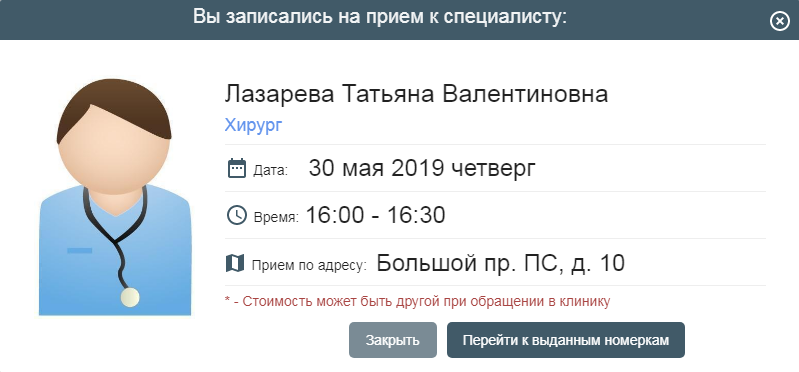 Вы записались на прием к специалисту:
Лазарева Татьяна Валентиновна
Хирург
Дата: 30 мая 2019 четверг
Время: 16:00 - 16:30
Прием по адресу: Большой пр. ПС, д. 10
* - Стоимость может быть другой при обращении в клинику
Закрыть Перейти к выданным номеркам